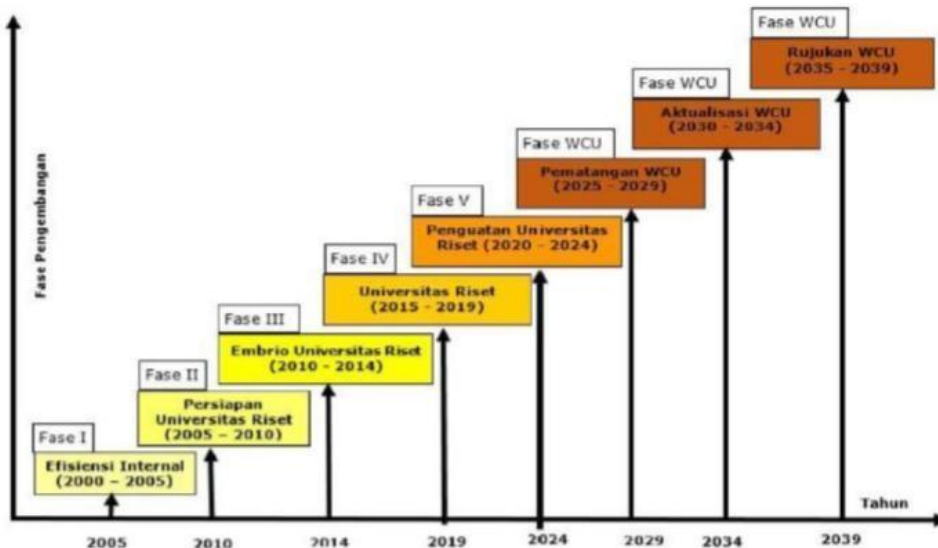 Fase WCU
Rujukan WCU
(2035 - 2039)
Fase WCU
Aktualisasi WCU
(2030 - 2034)
Fase WCU
Pematangan WCU
(2025 - 2029)
Fase V
Penguatan Universitas
Riset (2020 - 2024)
Fase IV
Universitas Riset
(2015 - 2019)
Fase III
Embrio Universitas Riset
(2010 - 2014)
Fase II
Persiapan
Universitas Riset
(2005 – 2010)
Fase I
Efisiensi Internal
(2000 – 2005)
Fase Pengembangan
Tahun
2005 2010 2014 2019 2024 2029 2034 2039